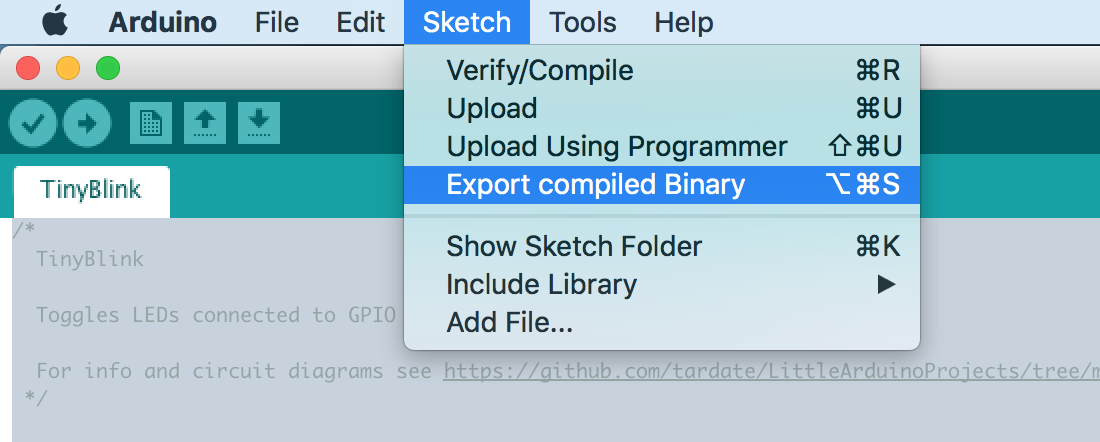 Arduino File Edit Sketch Tools Help
Verify/Compile ⌘R
Upload ⌘U
Upload Using Programmer ⇧⌘U
Export compiled Binary ⌥⌘S
Show Sketch Folder ⌘K
Include Library ▶
Add File...
TinyBlink
/*
TinyBlink
Toggles LEDs connected to GPIO
For info and circuit diagrams see https://github.com/tardate/LittleArduinoProjects/tree/m
*/